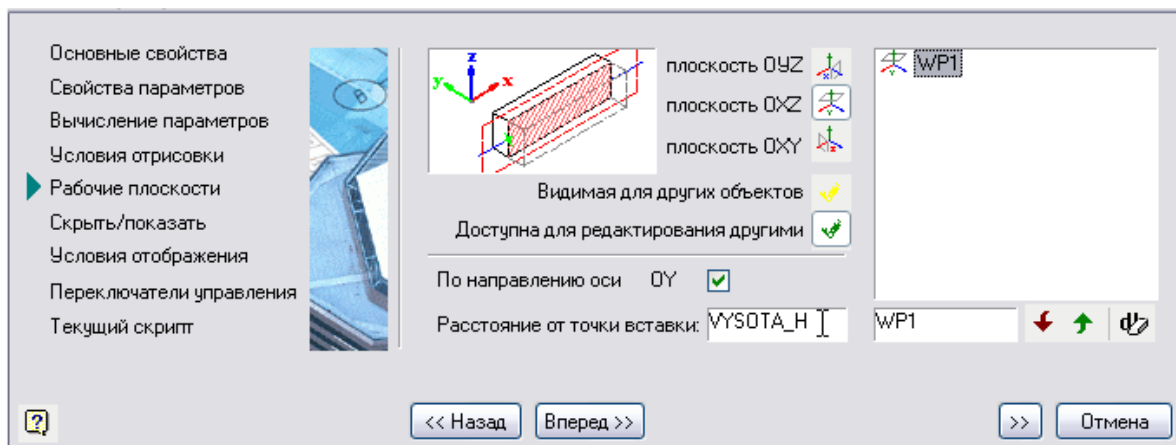 Основные свойства
Свойства параметров
Вычисление параметров
Условия отрисовки
Рабочие плоскости
Скрыть/показать
Условия отображения
Переключатели управления
Текущий скрипт
B
z
y
x
плоскость OYZ
плоскость OXZ
плоскость OXY
Видимая для других объектов
Доступна для редактирования другими
По направлению оси OY
Расстояние от точки вставки: VYSOTA_H
WP1
WP1
<< Назад
Вперед >>
>>
Отмена